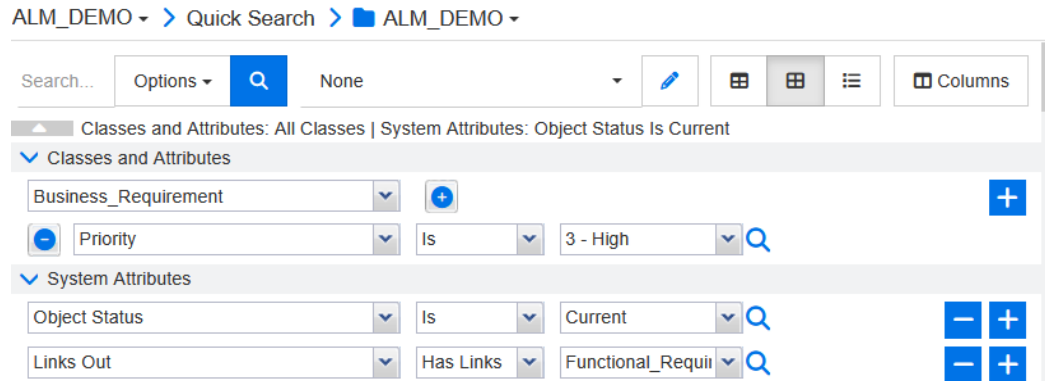 ALM_DEMO Quick Search ALM_DEMO
Search... Options None Columns
Classes and Attributes: All Classes | System Attributes: Object Status Is Current
Classes and Attributes
Business_Requirement
Priority Is 3 - High
System Attributes
Object Status Is Current
Links Out Has Links